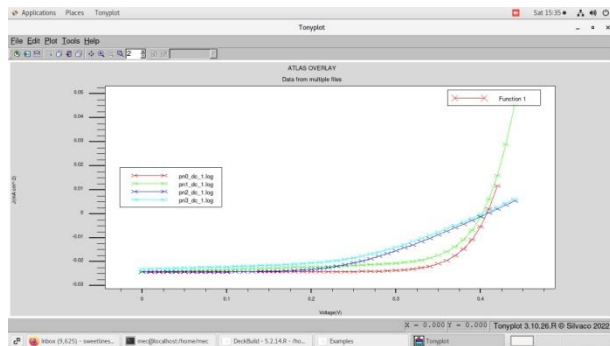 Applications Places Tonyplot Sat 15:35
Tonyplot
File Edit Plot Tools Help
2
ATLAS OVERLAY
Data from multiple files
Function 1
pn0_dc_1.log
pn1_dc_1.log
pn2_dc_1.log
pn3_dc_1.log
0.05
0.04
0.03
0.02
0.01
0
-0.01
-0.02
-0.03
J(mA cm^-2)
0 0.1 0.2 0.3 0.4
Voltage(V)
X = 0.000 Y = 0.000 Tonyplot 3.10.26.R © Silvaco 2022
Inbox (9,625) - sweetlines... mec@localhost:/home/mec DeckBuild - 5.2.14.R - /ho... Examples Tonyplot